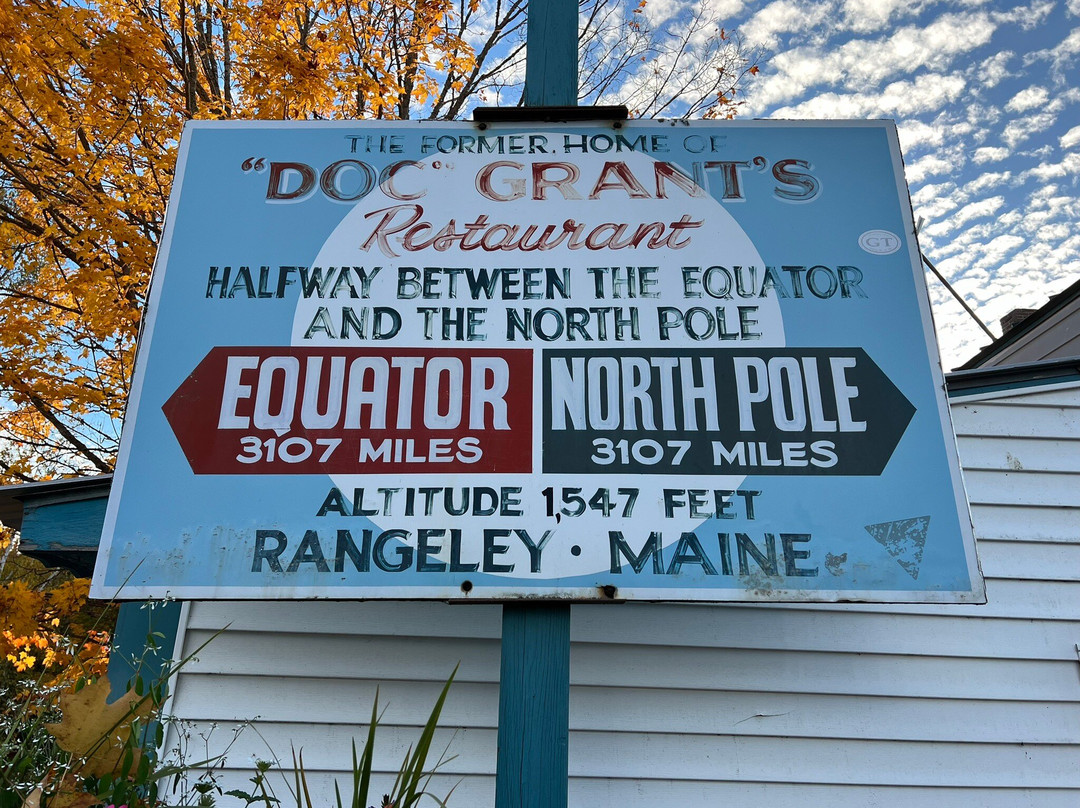 THE FORMER HOME OF
"DOC" GRANT'S
Restaurant
GT
HALFWAY BETWEEN THE EQUATOR
AND THE NORTH POLE
EQUATOR
3107 MILES
NORTH POLE
3107 MILES
ALTITUDE 1,547 FEET
RANGELEY • MAINE